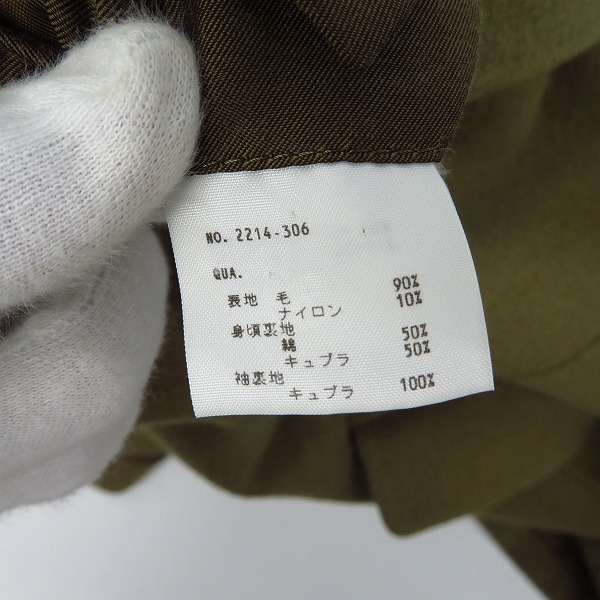 NO. 2214-306
QUA.
表地 毛 90%
ナイロン 10%
身頃裏地
綿 50%
キュプラ 50%
袖裏地
キュプラ 100%